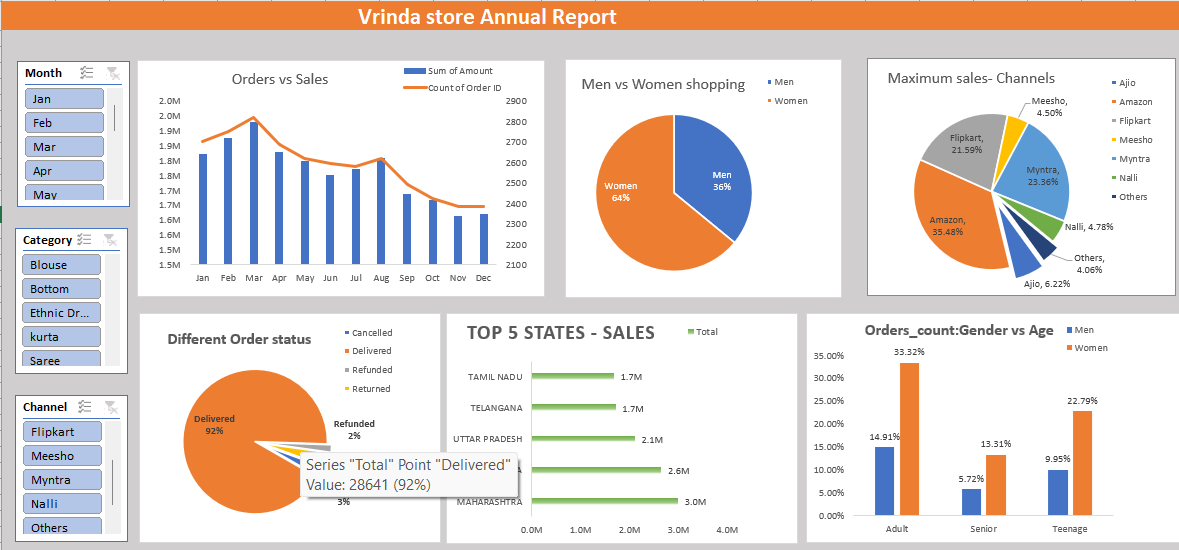 Vrinda store Annual Report
Month
Jan
Feb
Mar
Apr
May
Category
Blouse
Bottom
Ethnic Dr...
kurta
Saree
Channel
Flipkart
Meesho
Myntra
Nalli
Others
Orders vs Sales
Sum of Amount
Count of Order ID
2.0M
2.0M
1.9M
1.9M
1.8M
1.8M
1.7M
1.7M
1.6M
1.6M
1.5M
1.5M
2900
2800
2700
2600
2500
2400
2300
2200
2100
Jan Feb Mar Apr May Jun Jul Aug Sep Oct Nov Dec
Men vs Women shopping
Men
Women
Men
36%
Women
64%
Maximum sales- Channels
Ajio
Amazon
Flipkart
Meesho
Myntra
Nalli
Others
Meesho,
4.50%
Flipkart,
21.59%
Myntra,
23.36%
Amazon,
35.48%
Nalli, 4.78%
Others,
4.06%
Ajio, 6.22%
Different Order status
Cancelled
Delivered
Refunded
Returned
Delivered
92%
Refunded
2%
Series "Total" Point "Delivered"
Value: 28641 (92%)
3%
TOP 5 STATES - SALES
Total
TAMIL NADU 1.7M
TELANGANA 1.7M
UTTAR PRADESH 2.1M
A 2.6M
MAHARASHTRA 3.0M
0.0M 1.0M 2.0M 3.0M 4.0M
Orders_count:Gender vs Age
Men
Women
35.00%
30.00%
25.00%
20.00%
15.00%
10.00%
5.00%
0.00%
33.32%
14.91%
5.72%
13.31%
9.95%
22.79%
Adult Senior Teenage